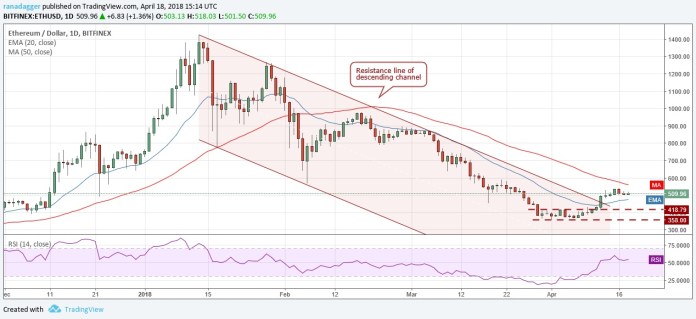 ranadagger published on TradingView.com, April 18, 2018 15:14 UTC
BITFINEX:ETHUSD, 1D 509.96 ▲ +6.83 (+1.36%) O:503.13 H:518.03 L:501.50 C:509.96
Ethereum / Dollar, 1D, BITFINEX
EMA (20, close)
MA (50, close)
Resistance line of
descending channel
1400.00
1300.00
1200.00
1100.00
1000.00
900.00
800.00
700.00
600.00
MA
509.96
EMA
418.79
358.00
300.00
RSI (14, close)
75.0000
RSI
50.0000
25.0000
ec 11 21 2018 15 Feb 12 Mar 12 22 Apr 16
Created with TradingView